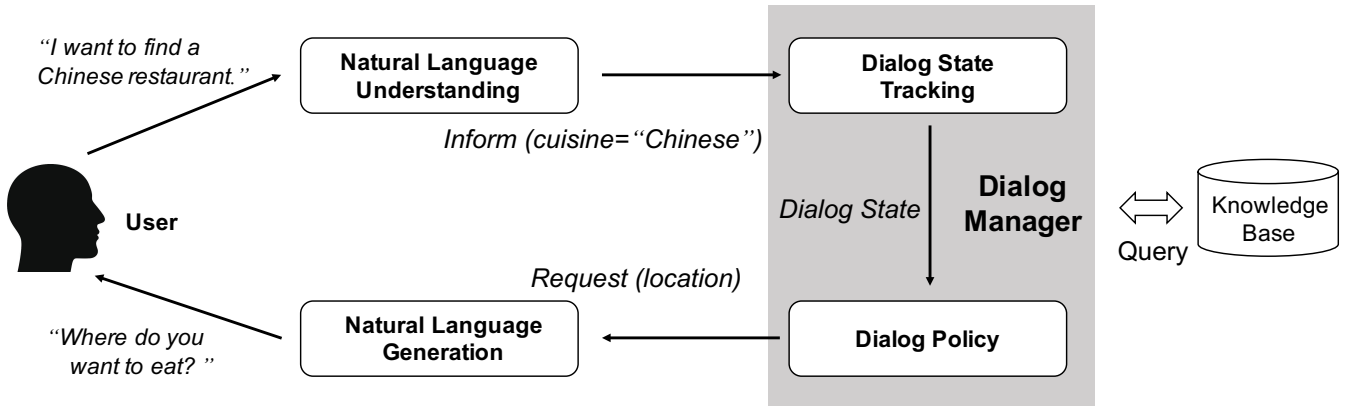 “I want to find a
Chinese restaurant.”
Natural Language
Understanding
Dialog State
Tracking
Inform (cuisine=“Chinese”)
User
Dialog State
Dialog
Manager
Query
Knowledge
Base
Request (location)
“Where do you
want to eat? ”
Natural Language
Generation
Dialog Policy